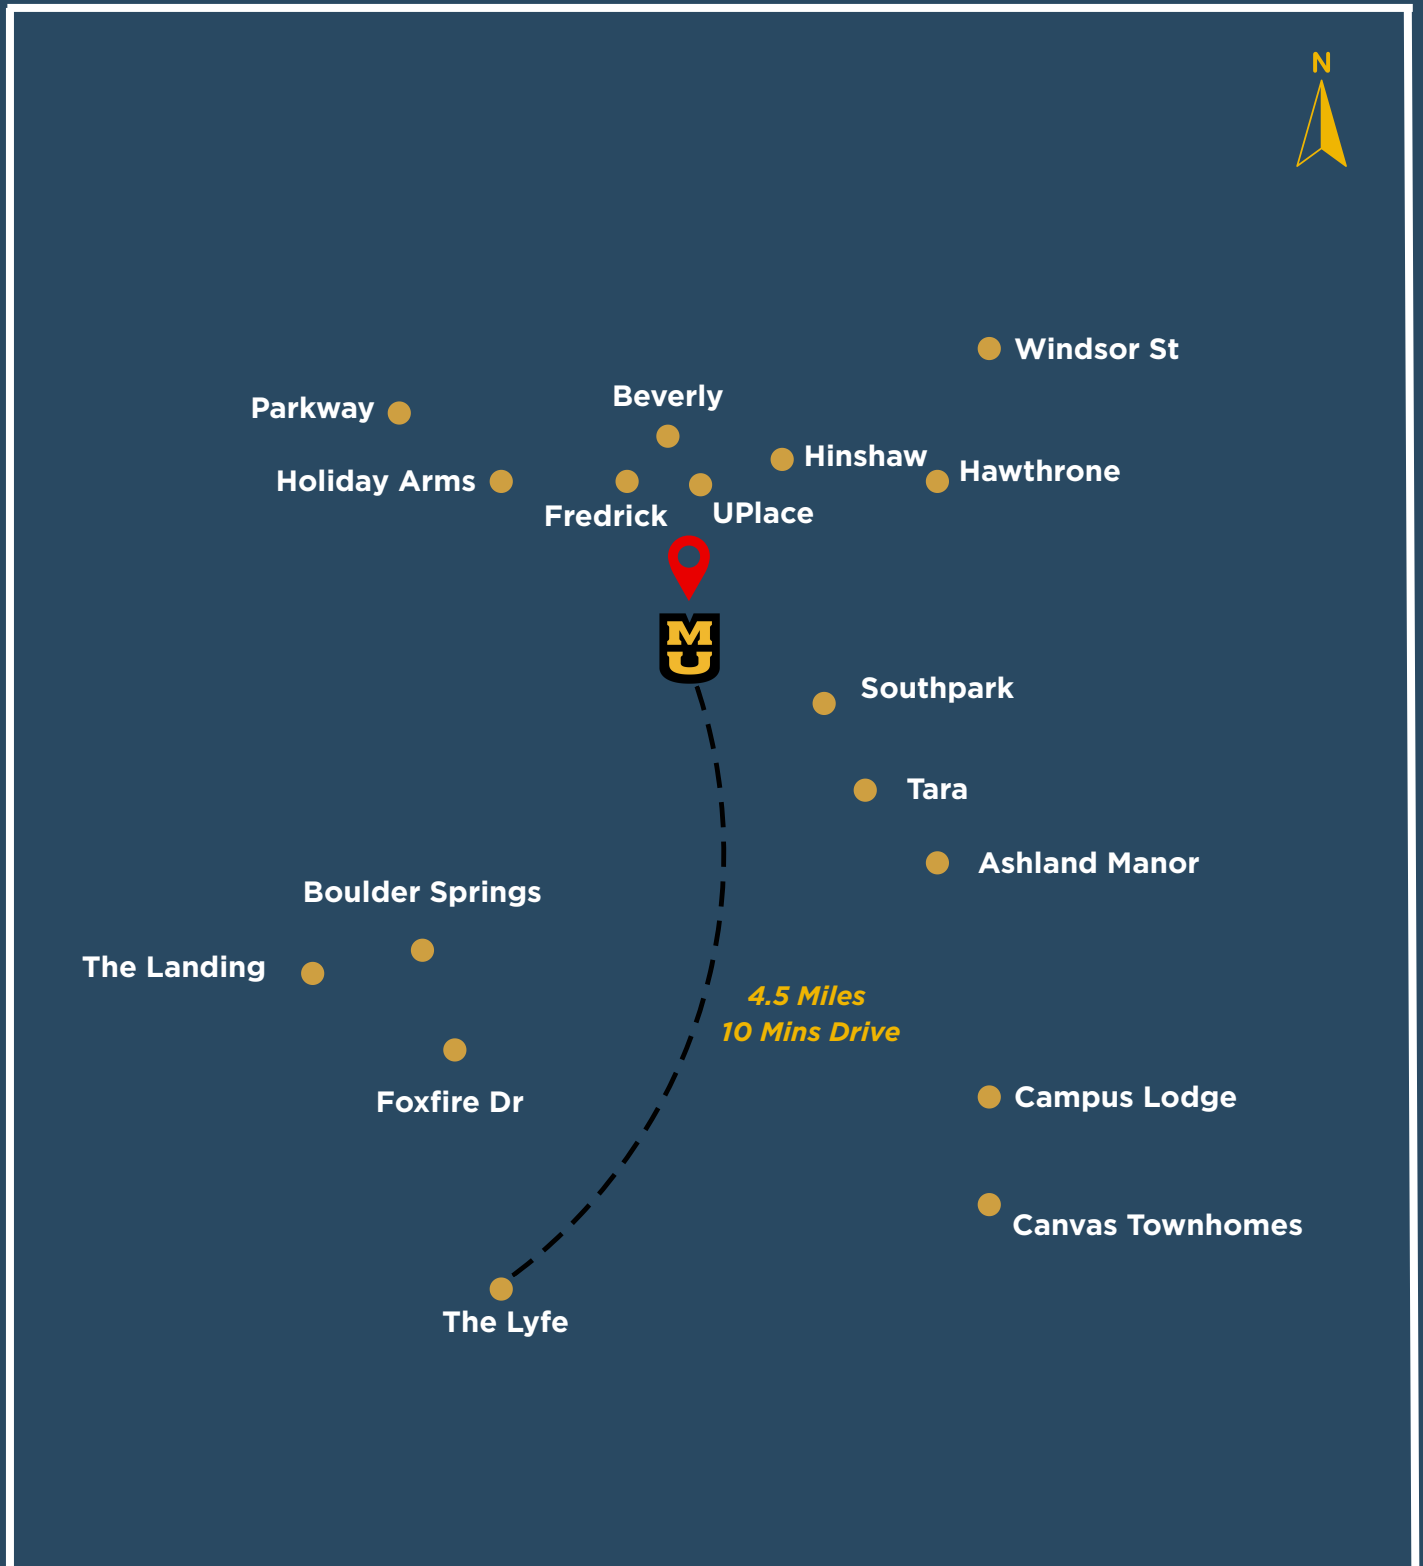 N
Windsor St
Beverly
Parkway
Hinshaw
Hawthrone
Holiday Arms
Fredrick
UPlace
M
U
Southpark
Tara
Ashland Manor
Boulder Springs
The Landing
4.5 Miles
10 Mins Drive
Foxfire Dr
Campus Lodge
Canvas Townhomes
The Lyfe